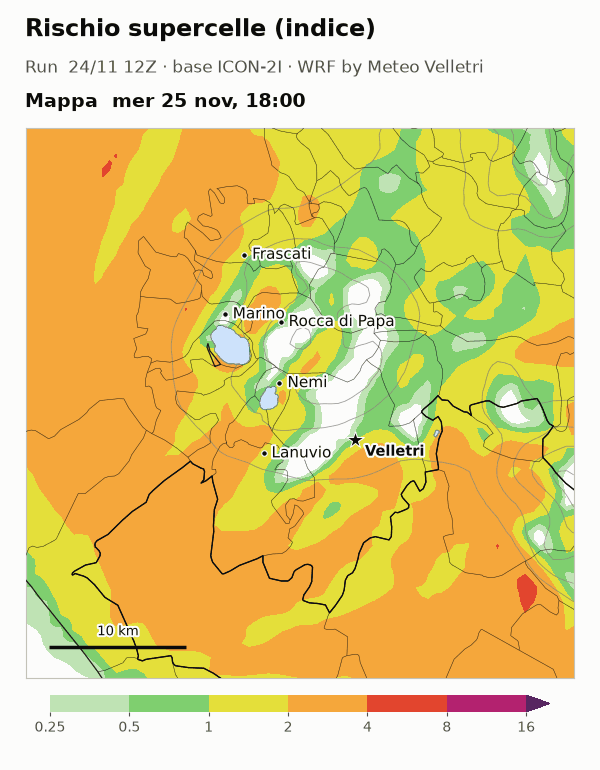 Rischio supercelle (indice)
Run  24/11 12Z · base ICON-2I · WRF by Meteo Velletri
Mappa  mer 25 nov, 18:00
Frascati
Marino
Rocca di Papa
Nemi
Velletri
Lanuvio
10 km
0.25 0.5 1 2 4 8 16